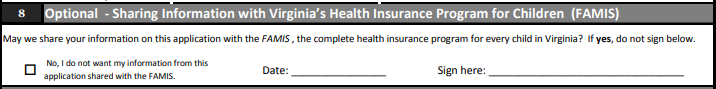 8 Optional - Sharing Information with Virginia's Health Insurance Program for Children (FAMIS)
May we share your information on this application with the FAMIS , the complete health insurance program for every child in Virginia? If yes, do not sign below.
No, I do not want my information from this
application shared with the FAMIS.
Date: ________________ Sign here: ________________________________